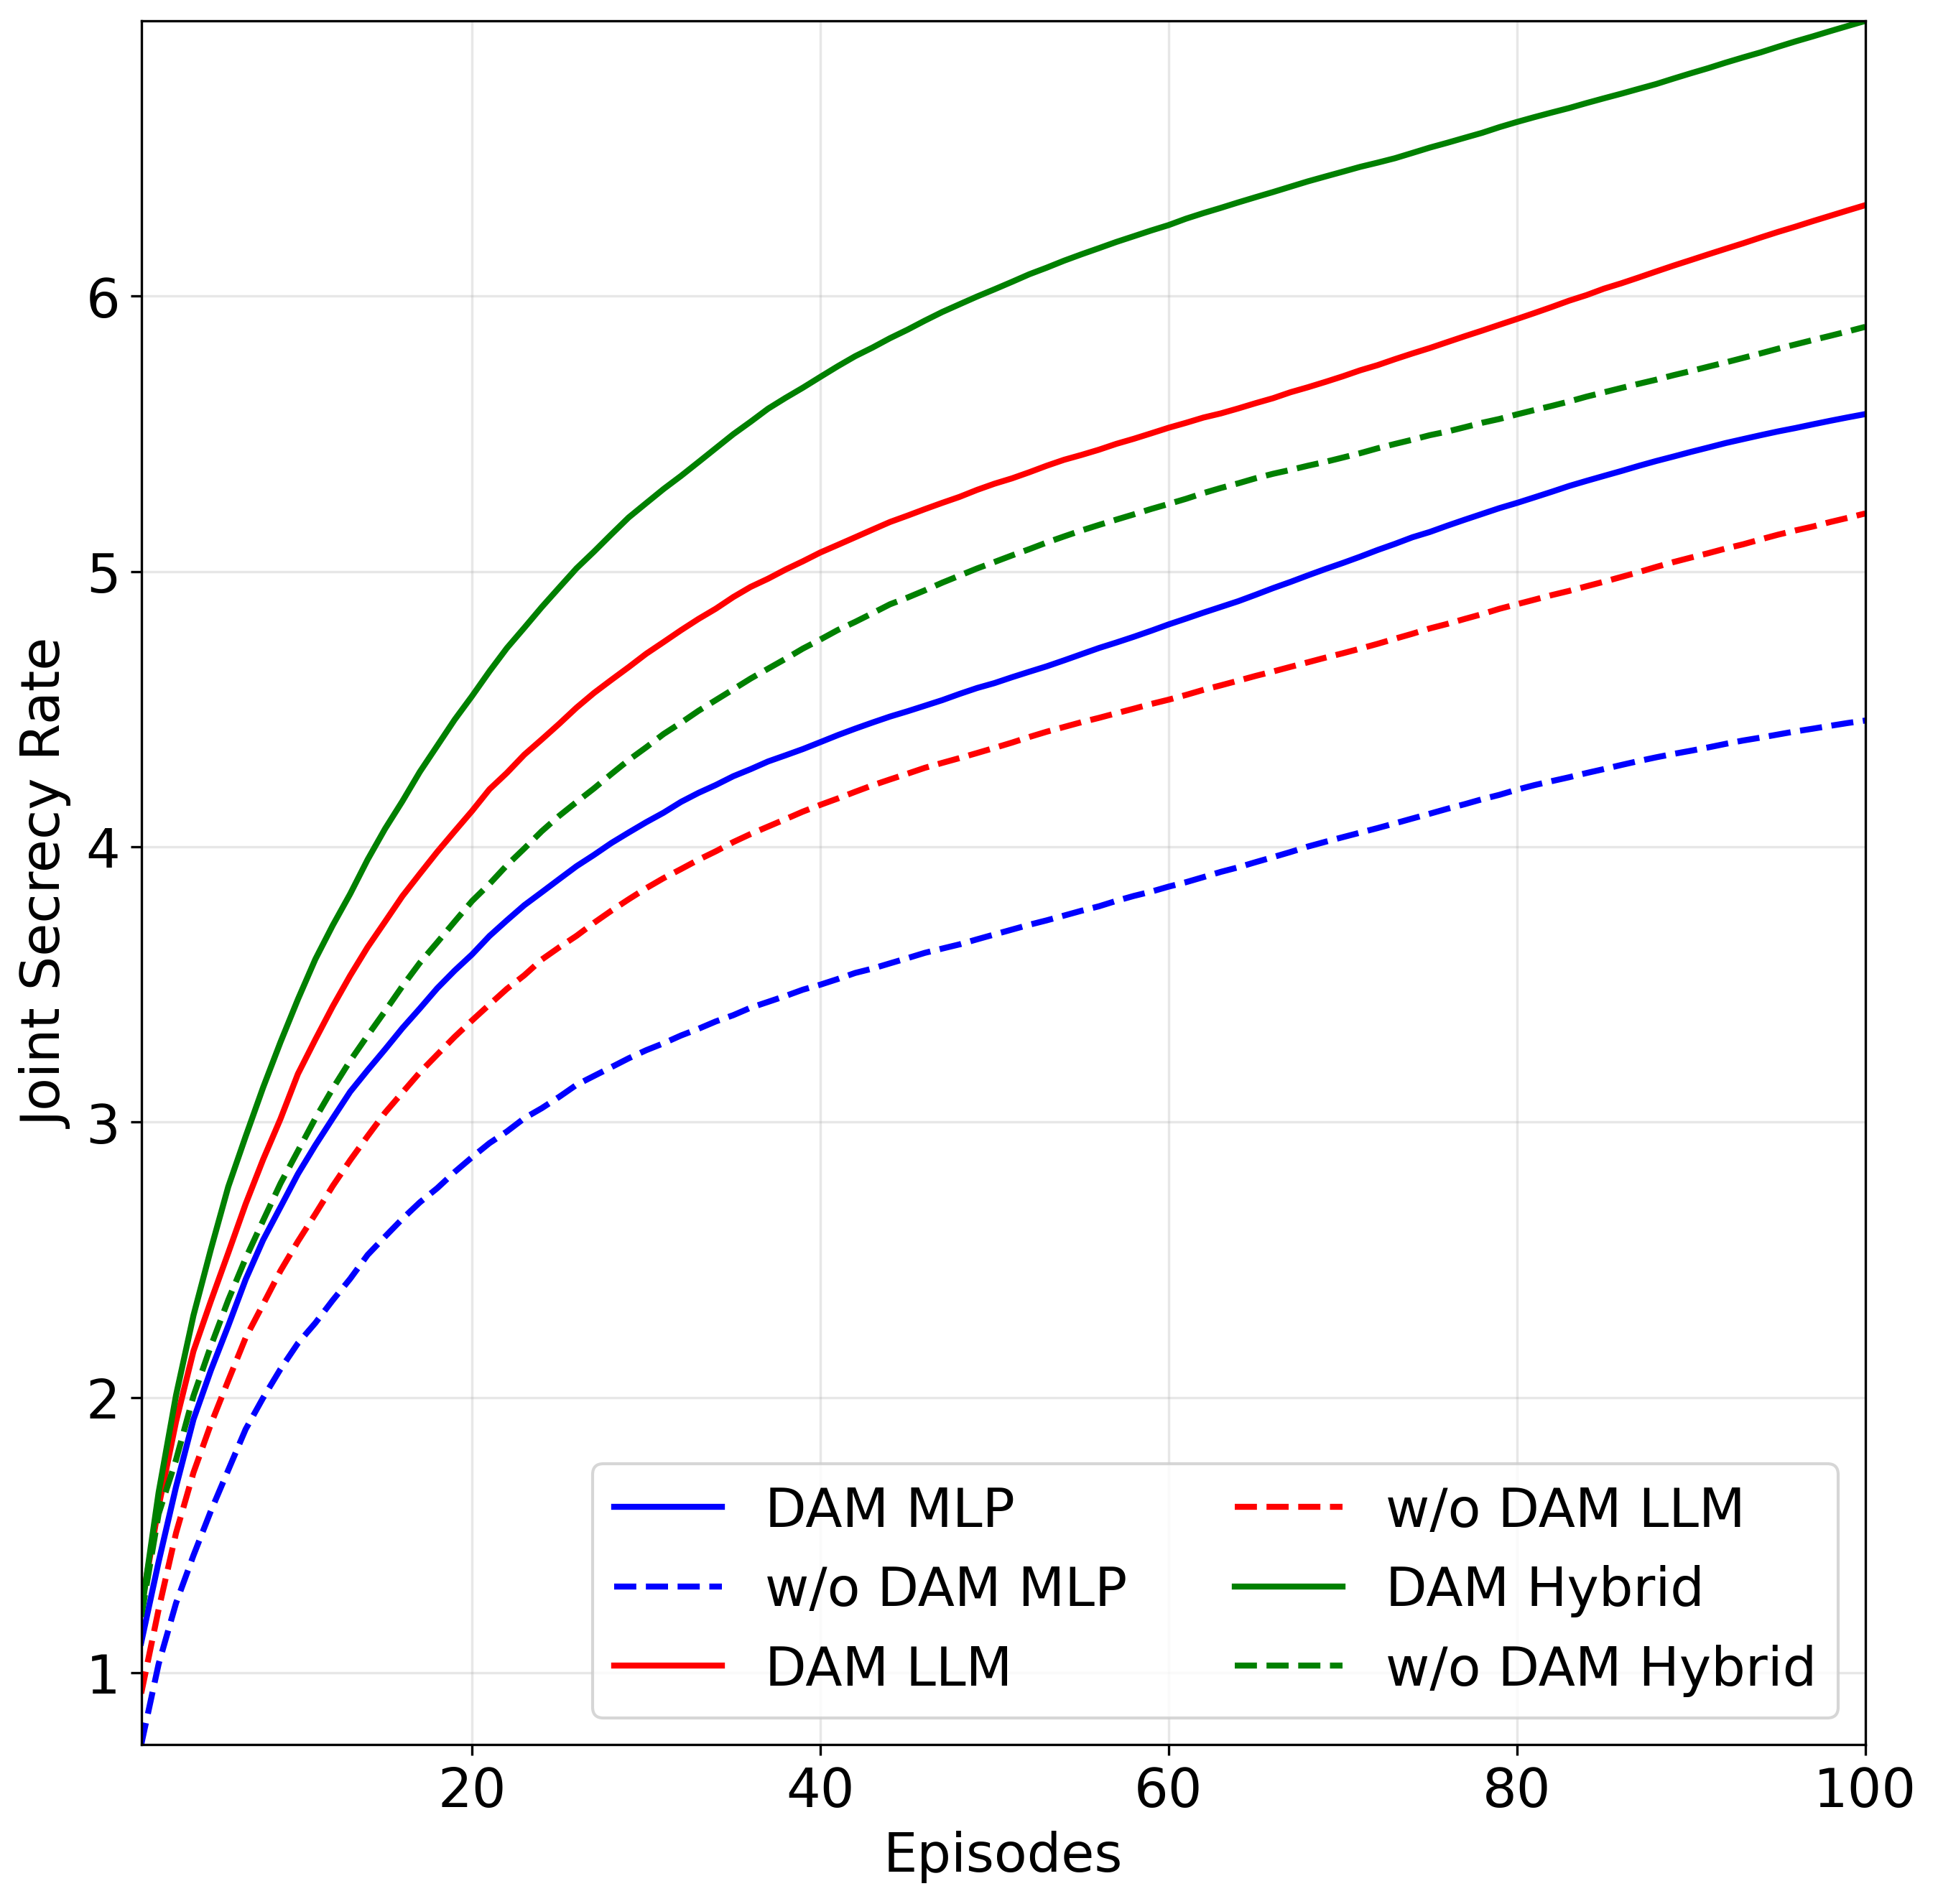 Joint Secrecy Rate
6
5
4
3
2
1
DAM MLP
w/o DAM MLP
DAM LLM
w/o DAM LLM
DAM Hybrid
w/o DAM Hybrid
20 40 60 80 100
Episodes